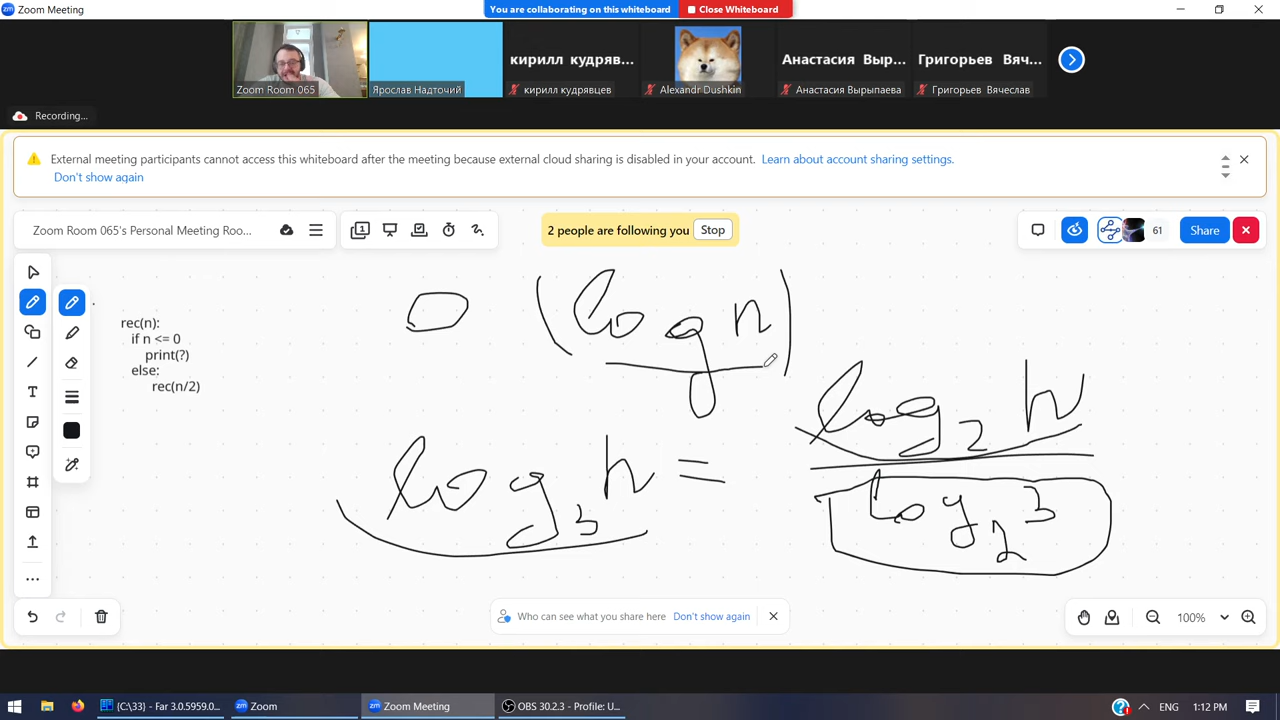 Zoom Meeting
You are collaborating on this whiteboard
Close Whiteboard
Zoom Room 065
Ярослав Надточий
кирилл кудряв...
кирилл кудрявцев
Alexandr Dushkin
Анастасия Выр...
Анастасия Вырыпаева
Григорьев Вяч...
Григорьев Вячеслав
Recording...
External meeting participants cannot access this whiteboard after the meeting because external cloud sharing is disabled in your account. Learn about account sharing settings.
Don't show again
Zoom Room 065's Personal Meeting Roo...
1
2 people are following you
Stop
61
Share
rec(n):
if n <= 0
print(?)
else:
rec(n/2)
O (log n)
log₃ n = log₂ n
log₂ 3
Who can see what you share here
Don't show again
100%
(C:\33) - Far 3.0.5959.0...
Zoom
Zoom Meeting
OBS 30.2.3 - Profile: U...
ENG
1:12 PM